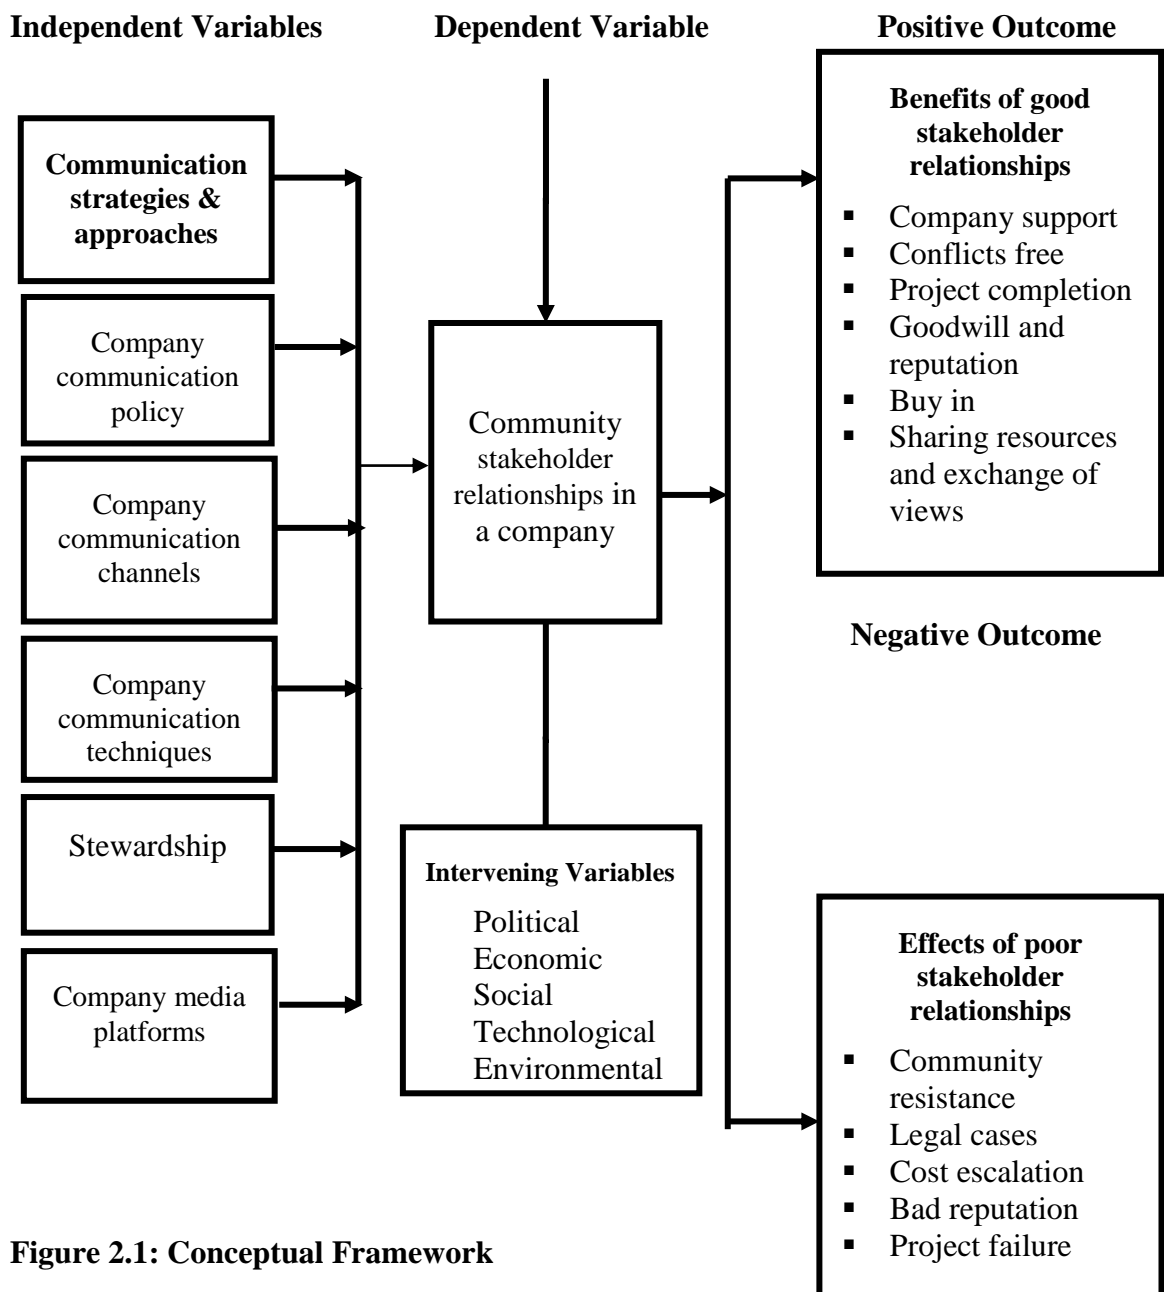 Independent Variables
Dependent Variable
Positive Outcome
Communication
strategies &
approaches
Company
communication
policy
Company
communication
channels
Company
communication
techniques
Stewardship
Company media
platforms
Community
stakeholder
relationships in
a company
Intervening Variables
Political
Economic
Social
Technological
Environmental
Benefits of good
stakeholder
relationships
▪ Company support
▪ Conflicts free
▪ Project completion
▪ Goodwill and
reputation
▪ Buy in
▪ Sharing resources
and exchange of
views
Negative Outcome
Effects of poor
stakeholder
relationships
▪ Community
resistance
▪ Legal cases
▪ Cost escalation
▪ Bad reputation
▪ Project failure
Figure 2.1: Conceptual Framework